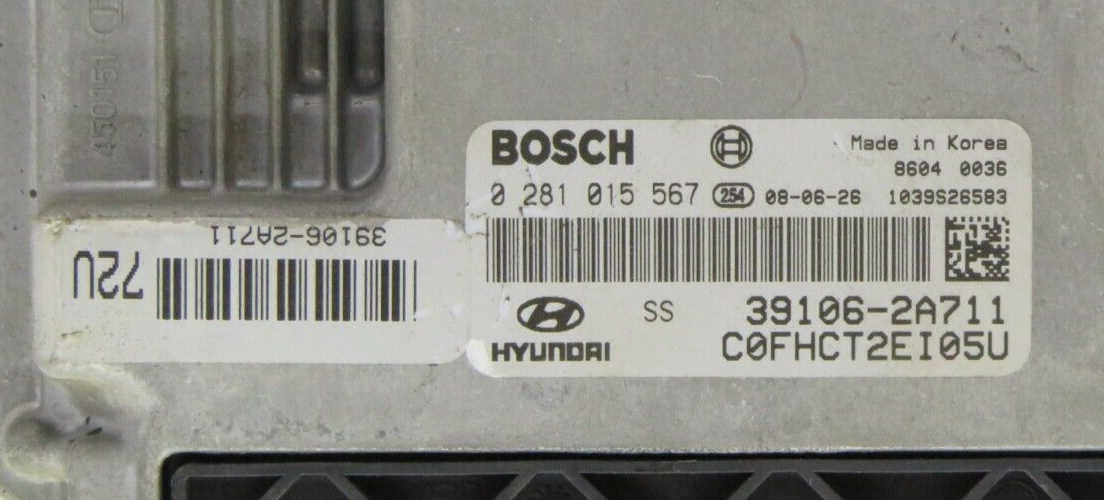 450151
BOSCH
Made in Korea
8604 0036
0 281 015 567 254 08-06-26 1039S26583
SS
39106-2A711
HYUNDAI
C0FHCT2EI05U
39106-2A711
72U